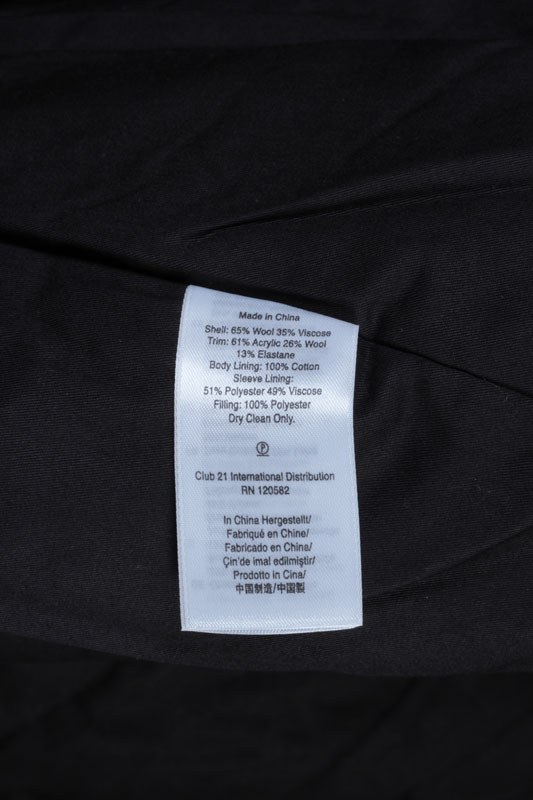 Made in China
Shell: 65% Wool 35% Viscose
Trim: 61% Acrylic 26% Wool
13% Elastane
Body Lining: 100% Cotton
Sleeve Lining:
51% Polyester 49% Viscose
Filling: 100% Polyester
Dry Clean Only.
P
Club 21 International Distribution
RN 120582
In China Hergestellt/
Fabriqué en Chine/
Fabricado en China/
Çin'de imal edilmiştir/
Prodotto in Cina/
中国制造/中国製